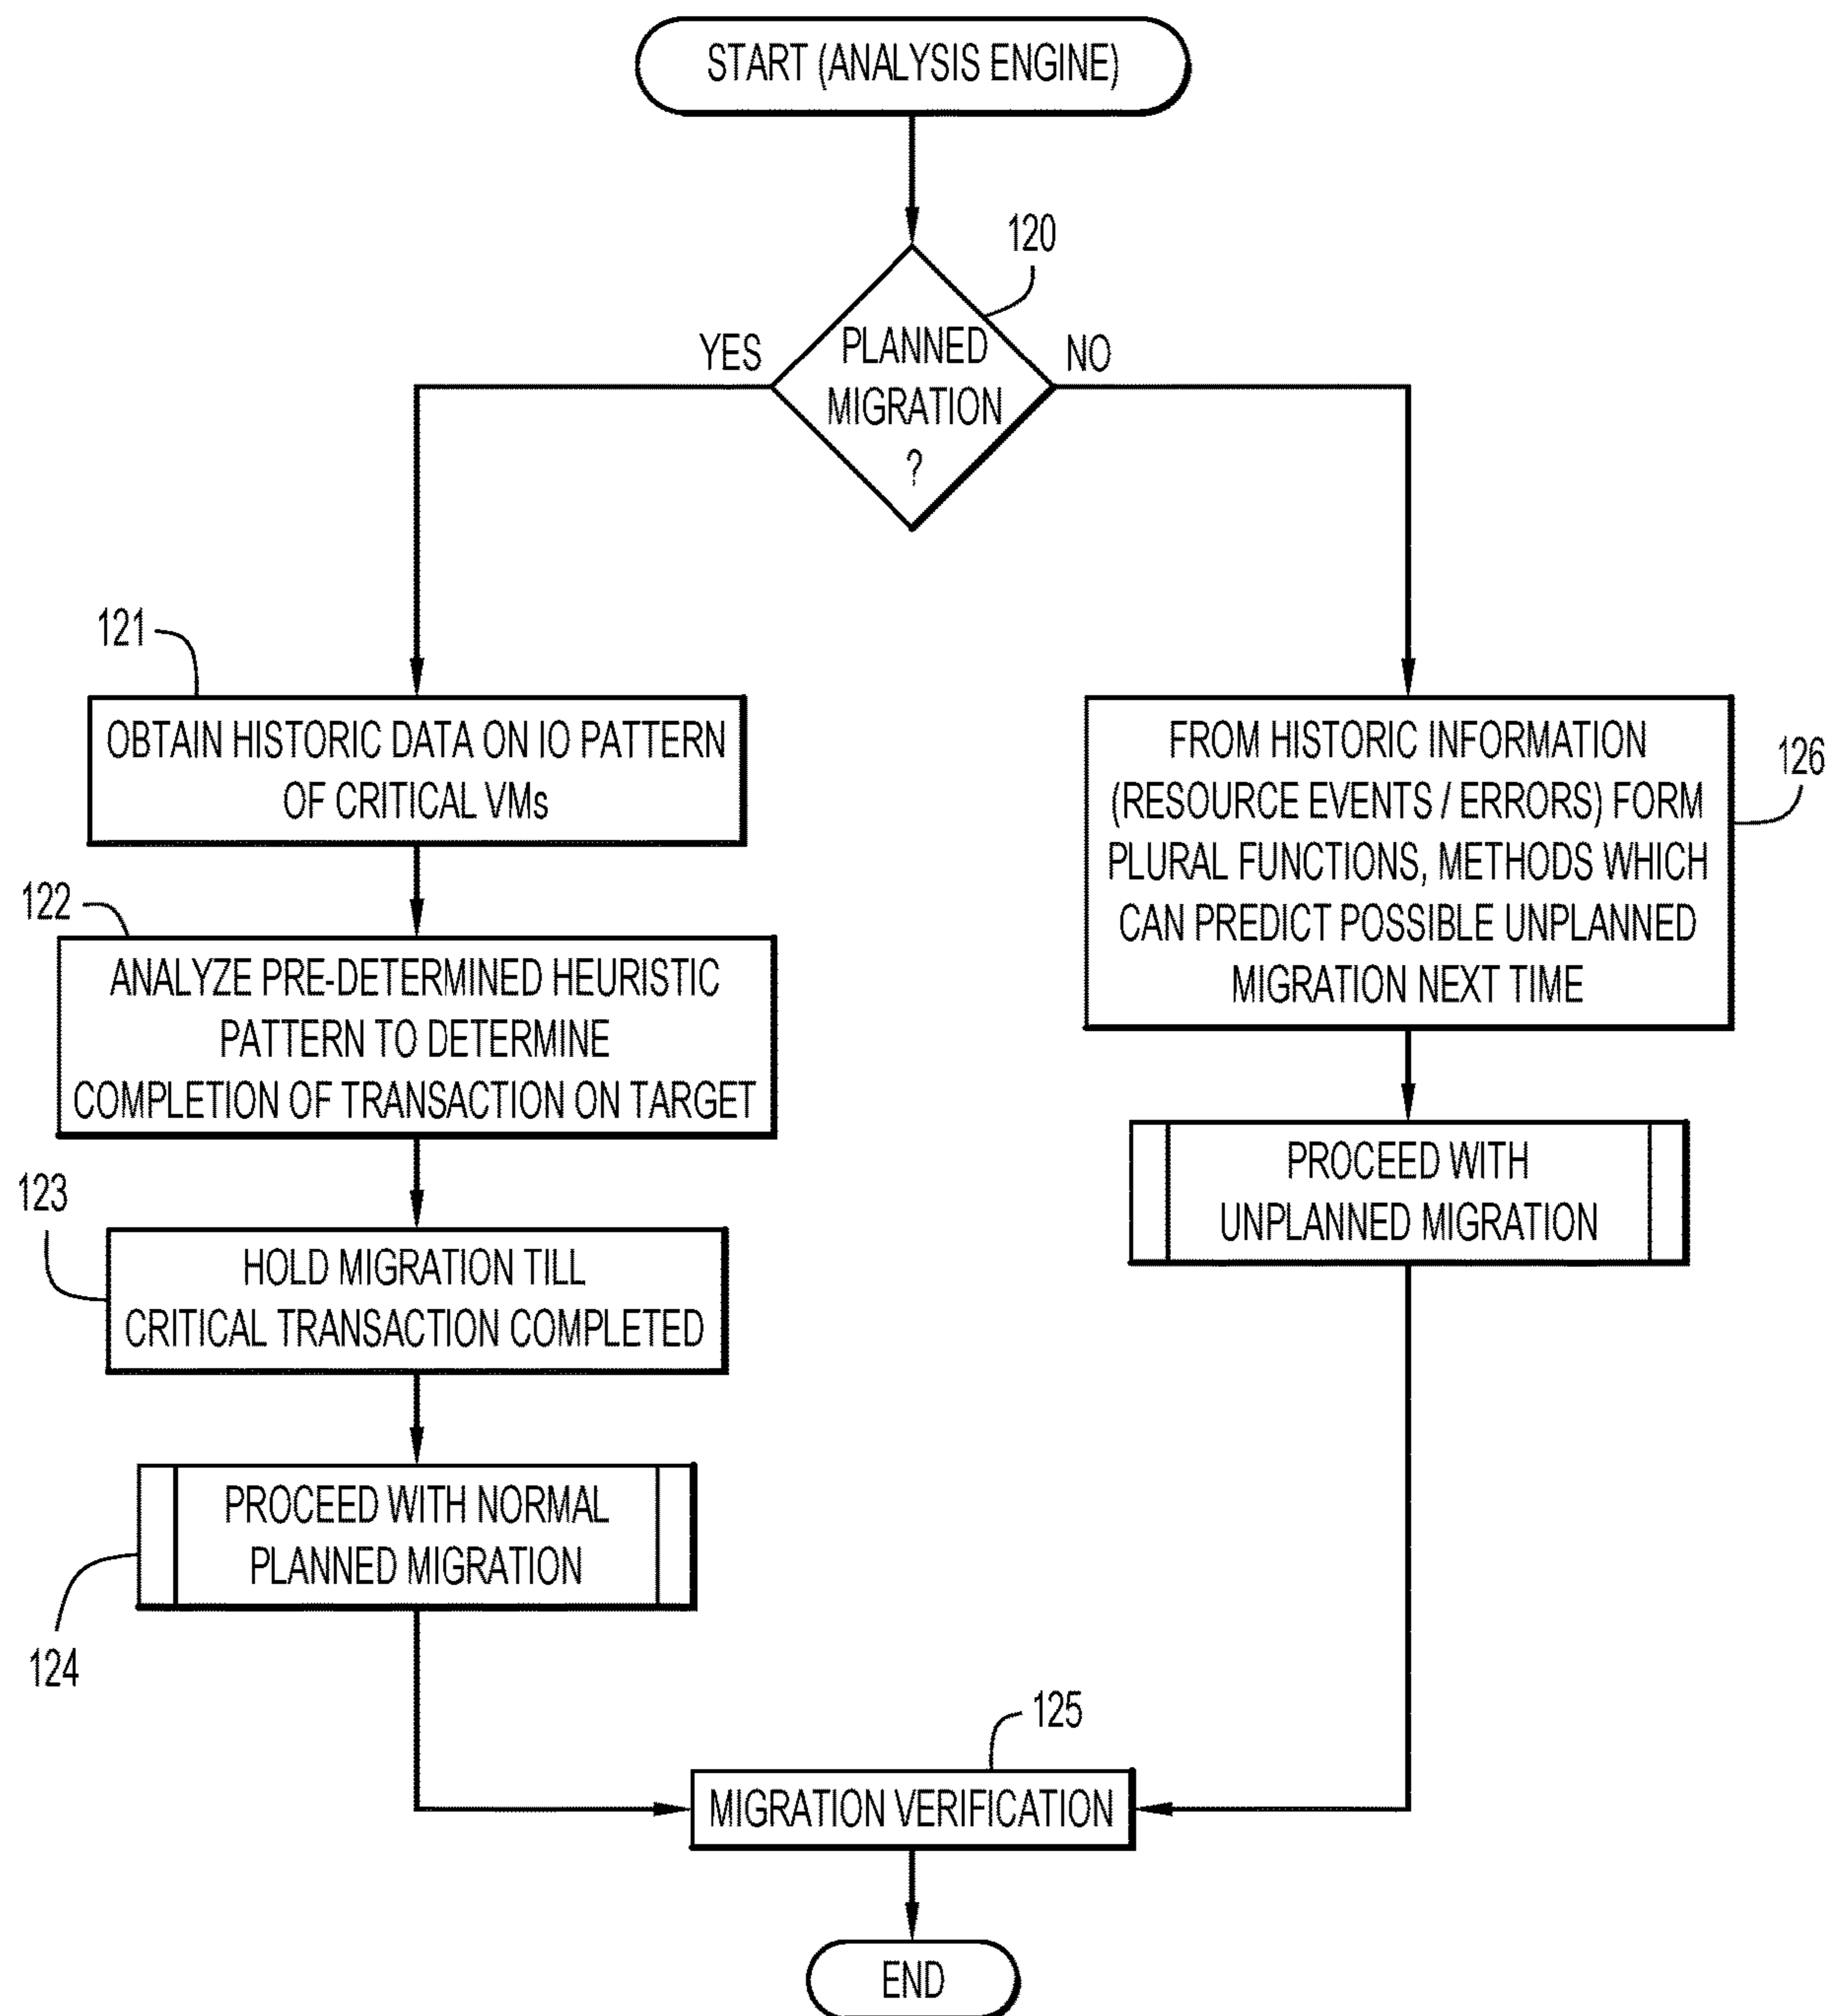 START (ANALYSIS ENGINE)
120
YES
PLANNED
MIGRATION
?
NO
121
OBTAIN HISTORIC DATA ON IO PATTERN
OF CRITICAL VMs
122
ANALYZE PRE-DETERMINED HEURISTIC
PATTERN TO DETERMINE
COMPLETION OF TRANSACTION ON TARGET
123
HOLD MIGRATION TILL
CRITICAL TRANSACTION COMPLETED
PROCEED WITH NORMAL
PLANNED MIGRATION
124
FROM HISTORIC INFORMATION
(RESOURCE EVENTS / ERRORS) FORM
PLURAL FUNCTIONS, METHODS WHICH
CAN PREDICT POSSIBLE UNPLANNED
MIGRATION NEXT TIME
126
PROCEED WITH
UNPLANNED MIGRATION
125
MIGRATION VERIFICATION
END